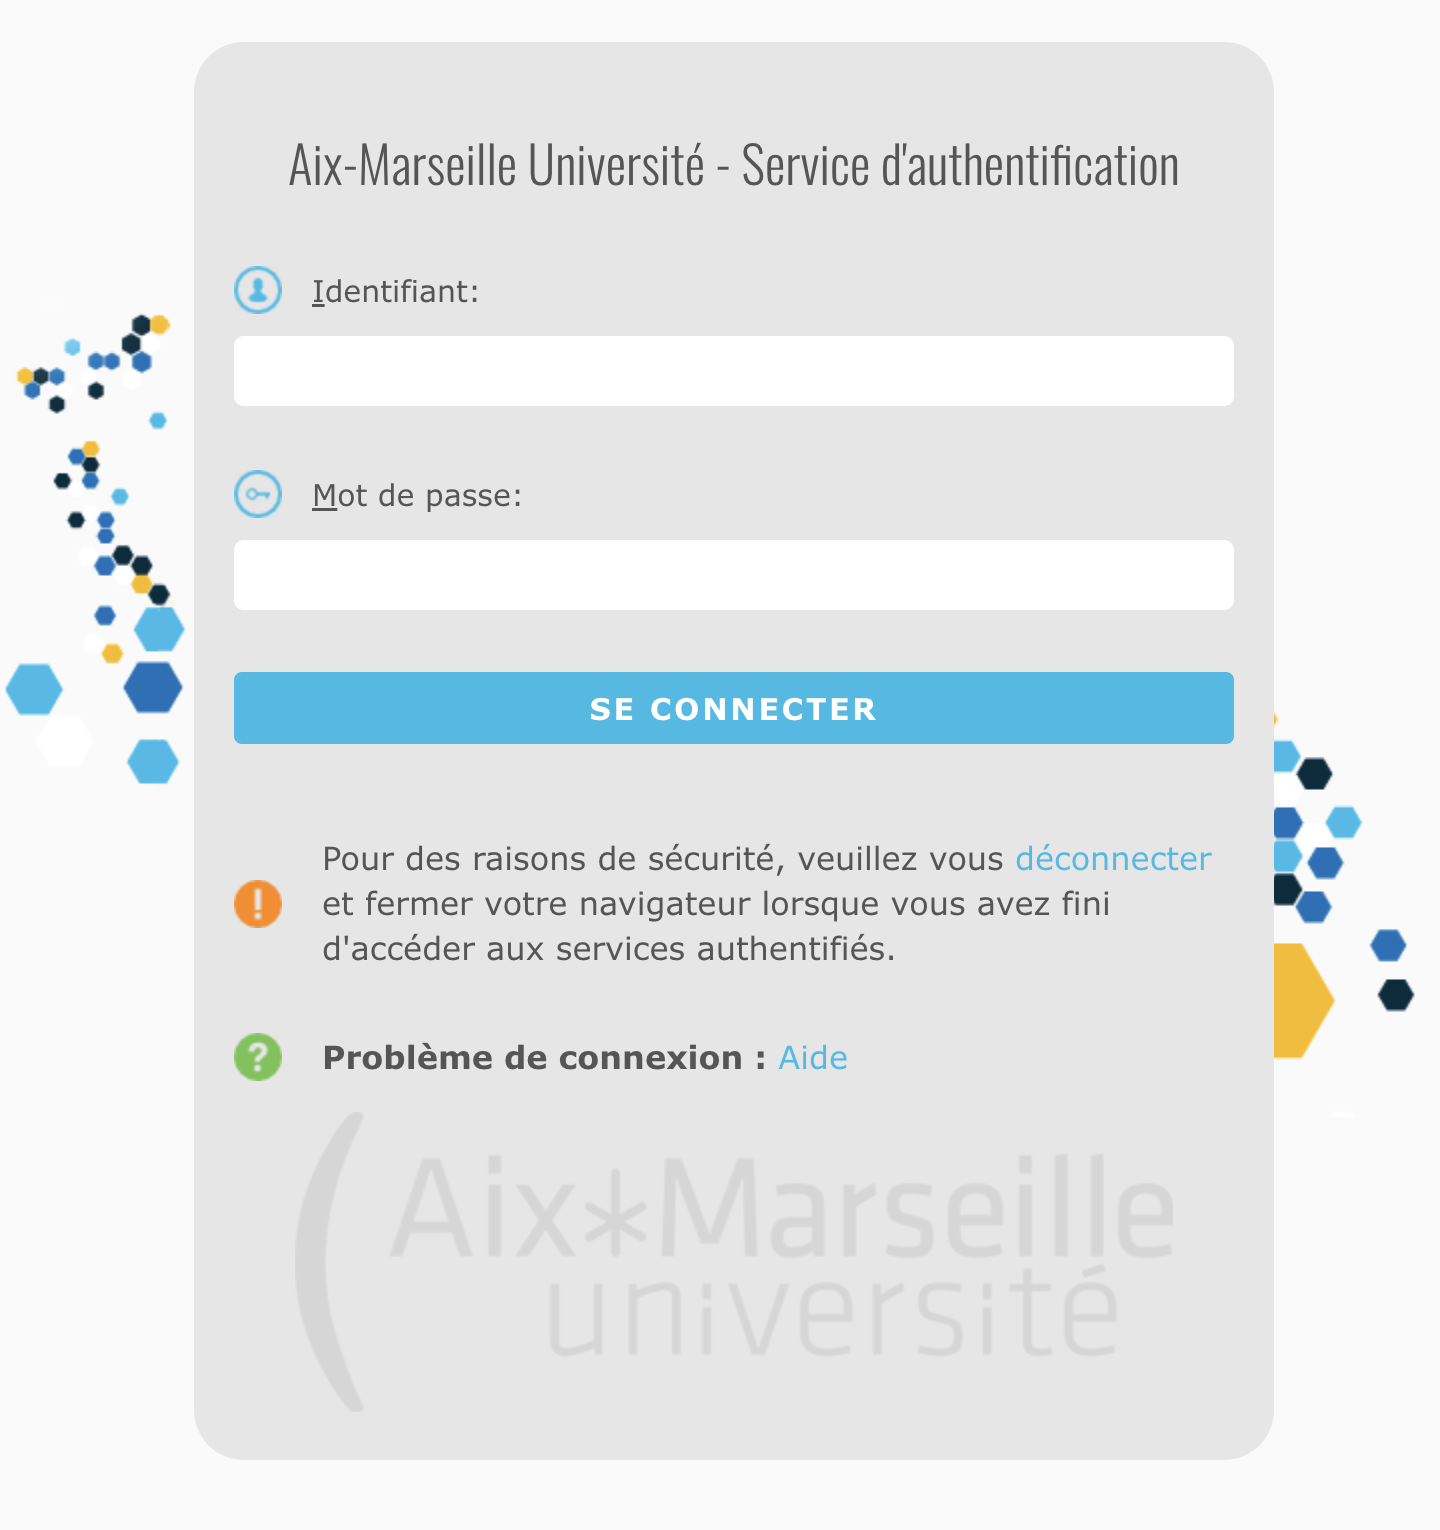 Aix-Marseille Université - Service d'authentification
Identifiant:
Mot de passe:
SE CONNECTER
Pour des raisons de sécurité, veuillez vous déconnecter
et fermer votre navigateur lorsque vous avez fini
d'accéder aux services authentifiés.
Problème de connexion : Aide
(Aix*Marseille
université